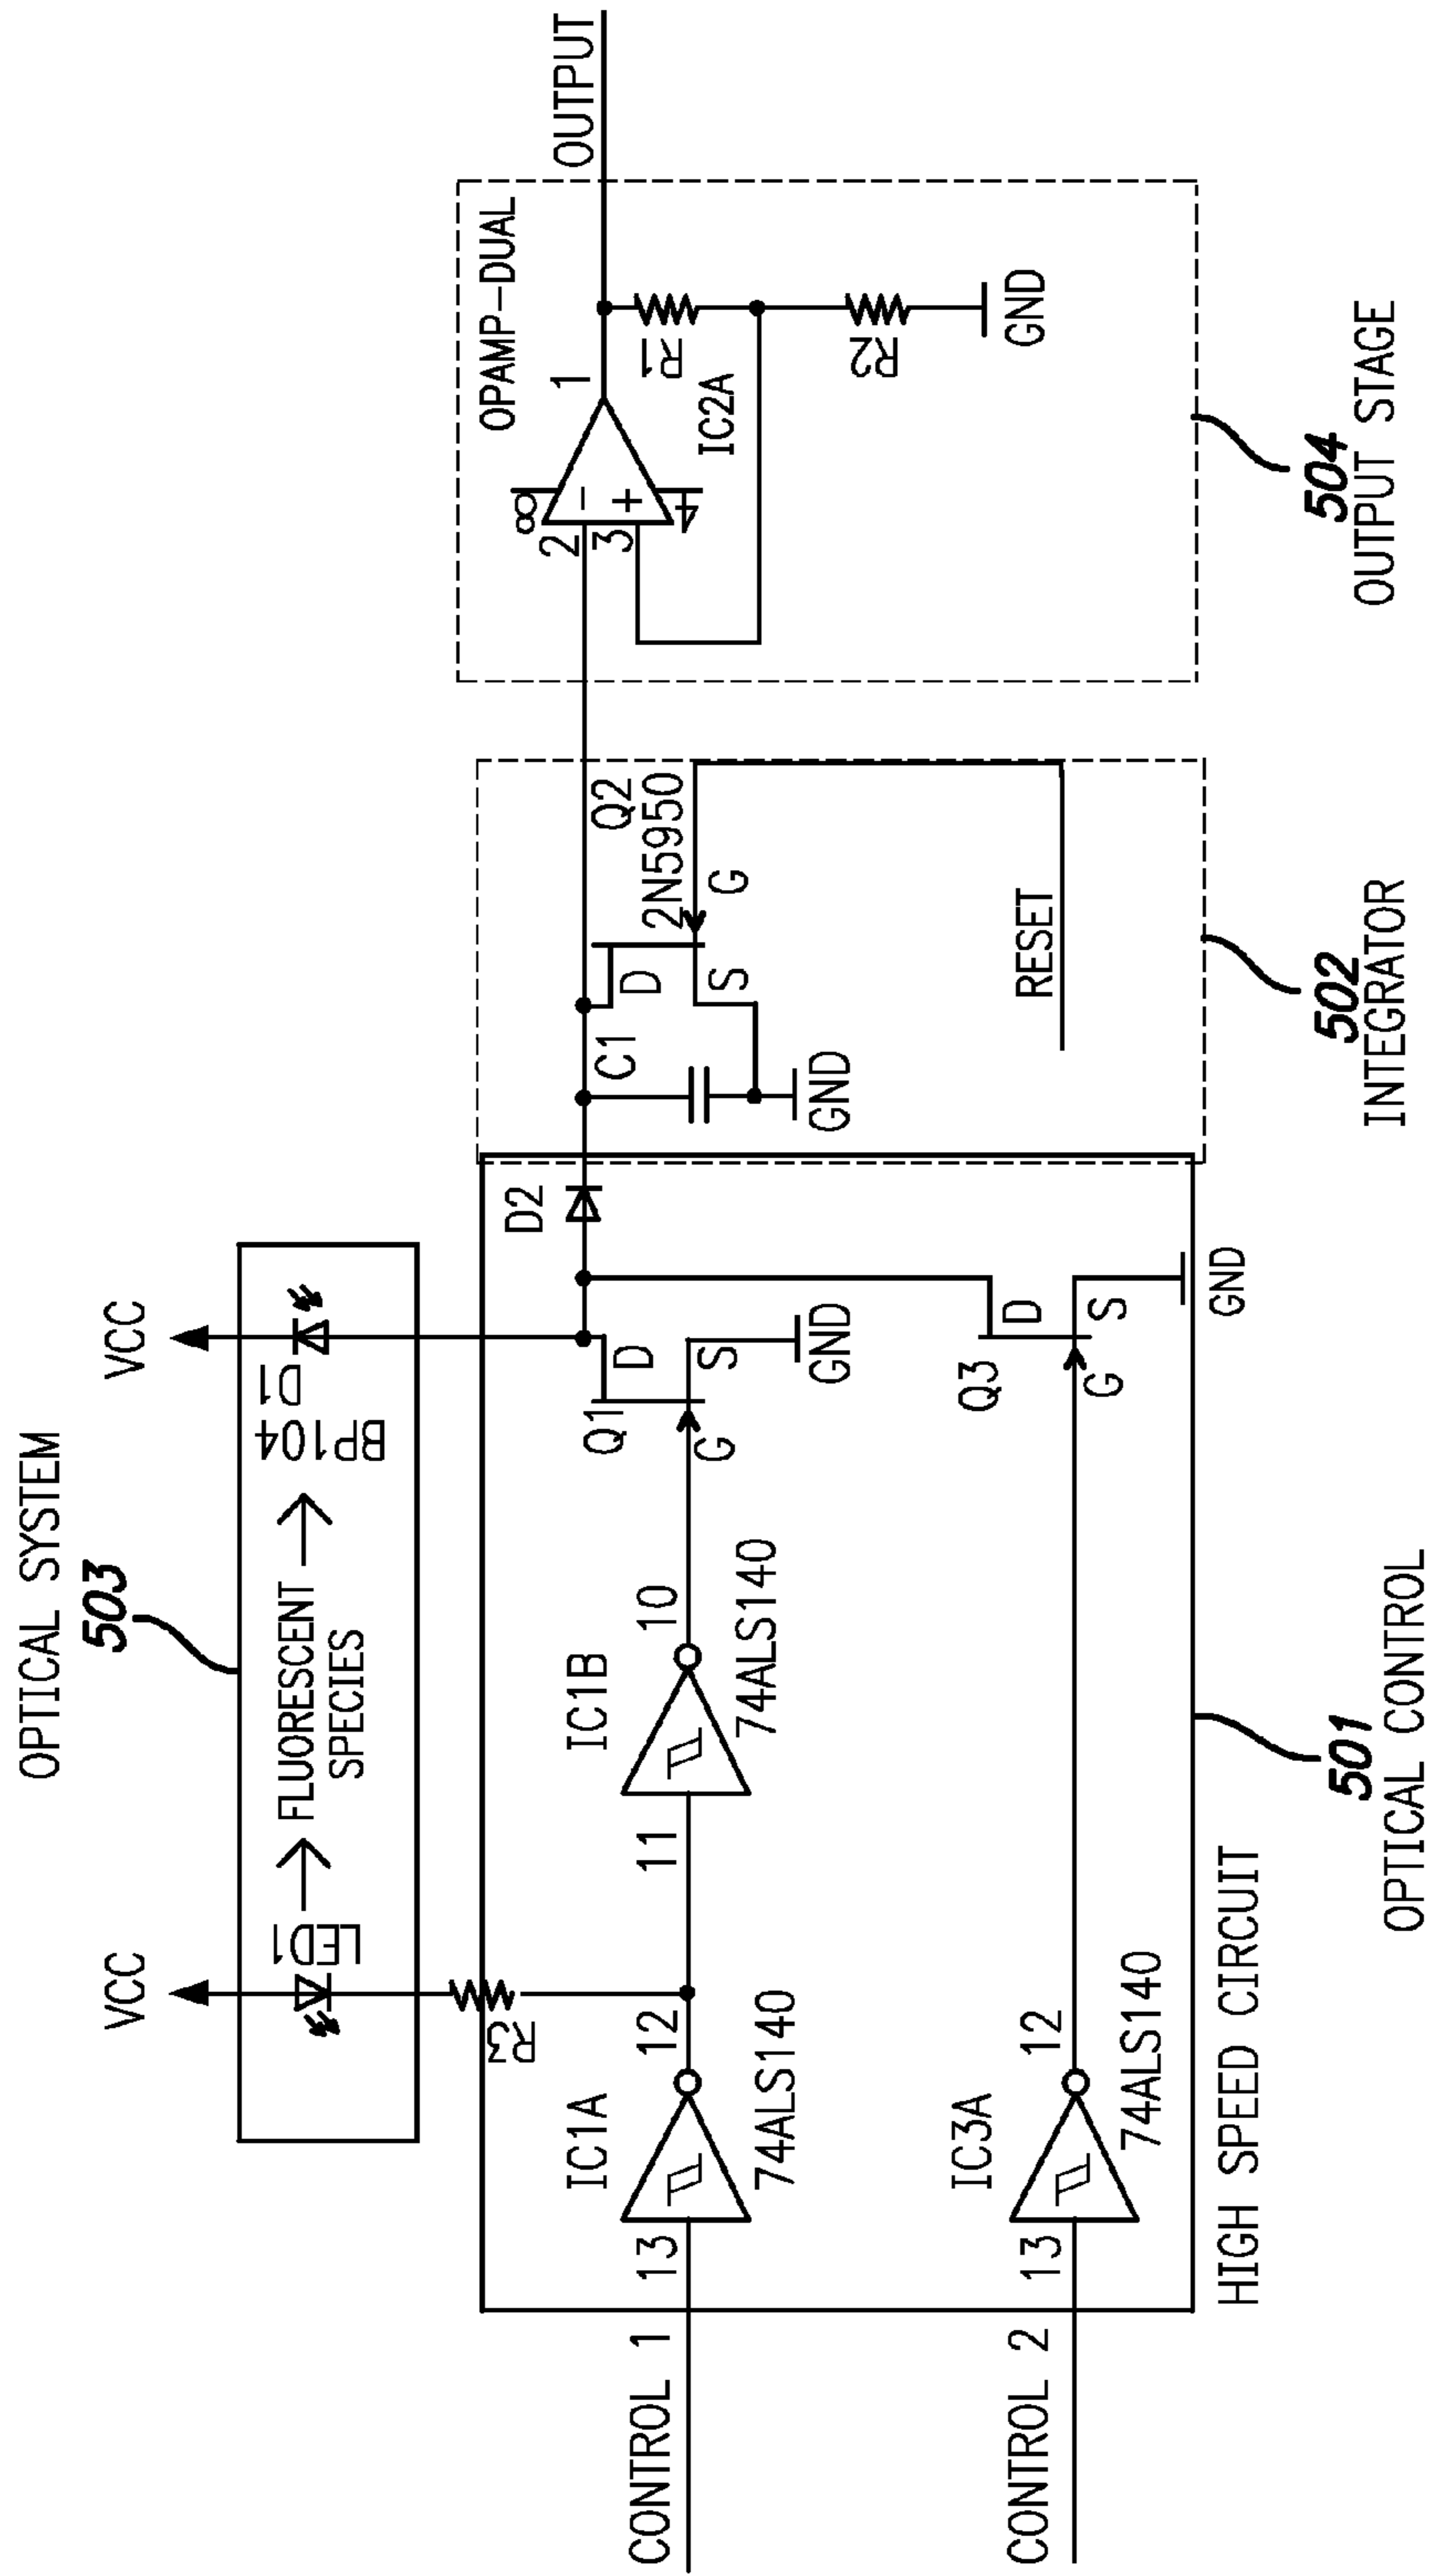 OPTICAL SYSTEM
503
VCC
VCC
LED1
FLUORESCENT
SPECIES
D1
BP104
R3
CONTROL 1
13
IC1A
74ALS140
12
11
IC1B
74ALS140
10
Q1
D
G
S
GND
D2
CONTROL 2
13
IC3A
74ALS140
12
Q3
D
G
S
GND
HIGH SPEED CIRCUIT
501
OPTICAL CONTROL
C1
GND
D
S
G
Q2
2N5950
RESET
502
INTEGRATOR
OPAMP-DUAL
8
2
-
3
+
4
1
IC2A
R1
R2
GND
OUTPUT
504
OUTPUT STAGE